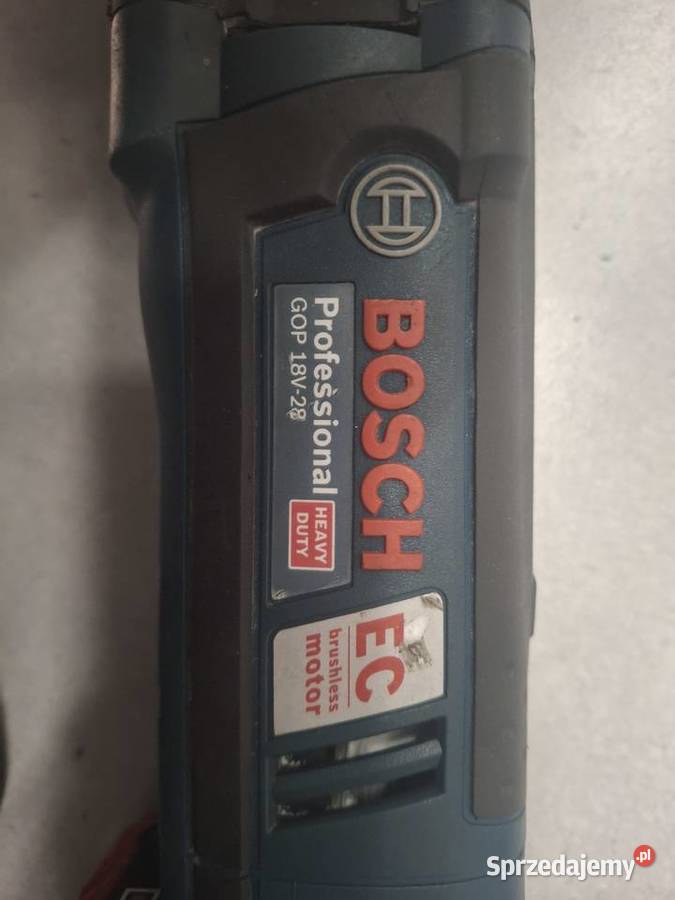 BOSCH
Professional
GOP 18V-28
HEAVY
DUTY
EC
brushless
motor
Sprzedajemy.pl